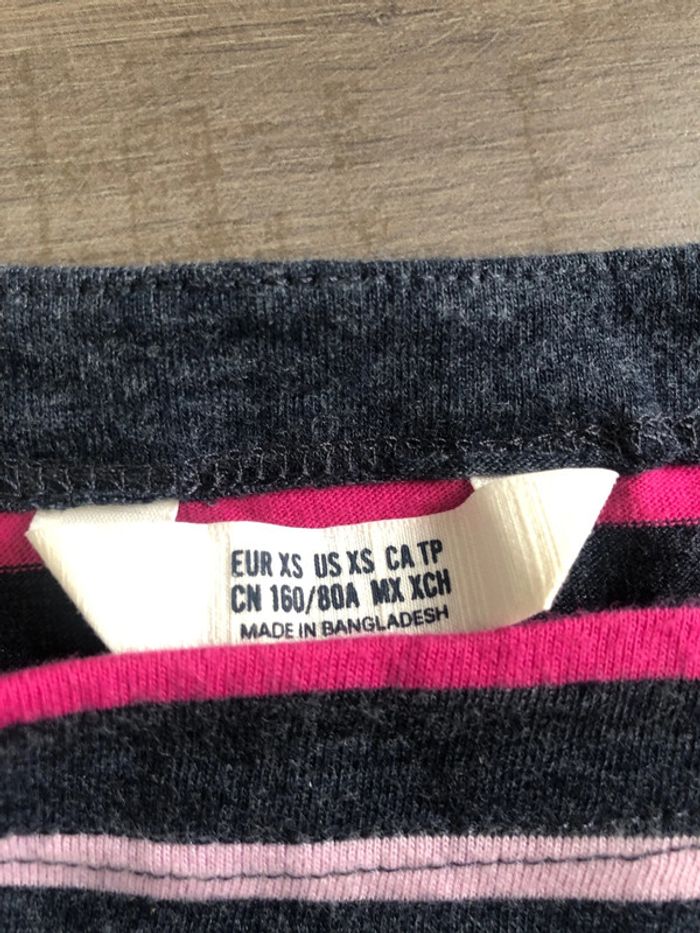 EUR XS US XS CA TP
CN 160/80A MX XCH
MADE IN BANGLADESH